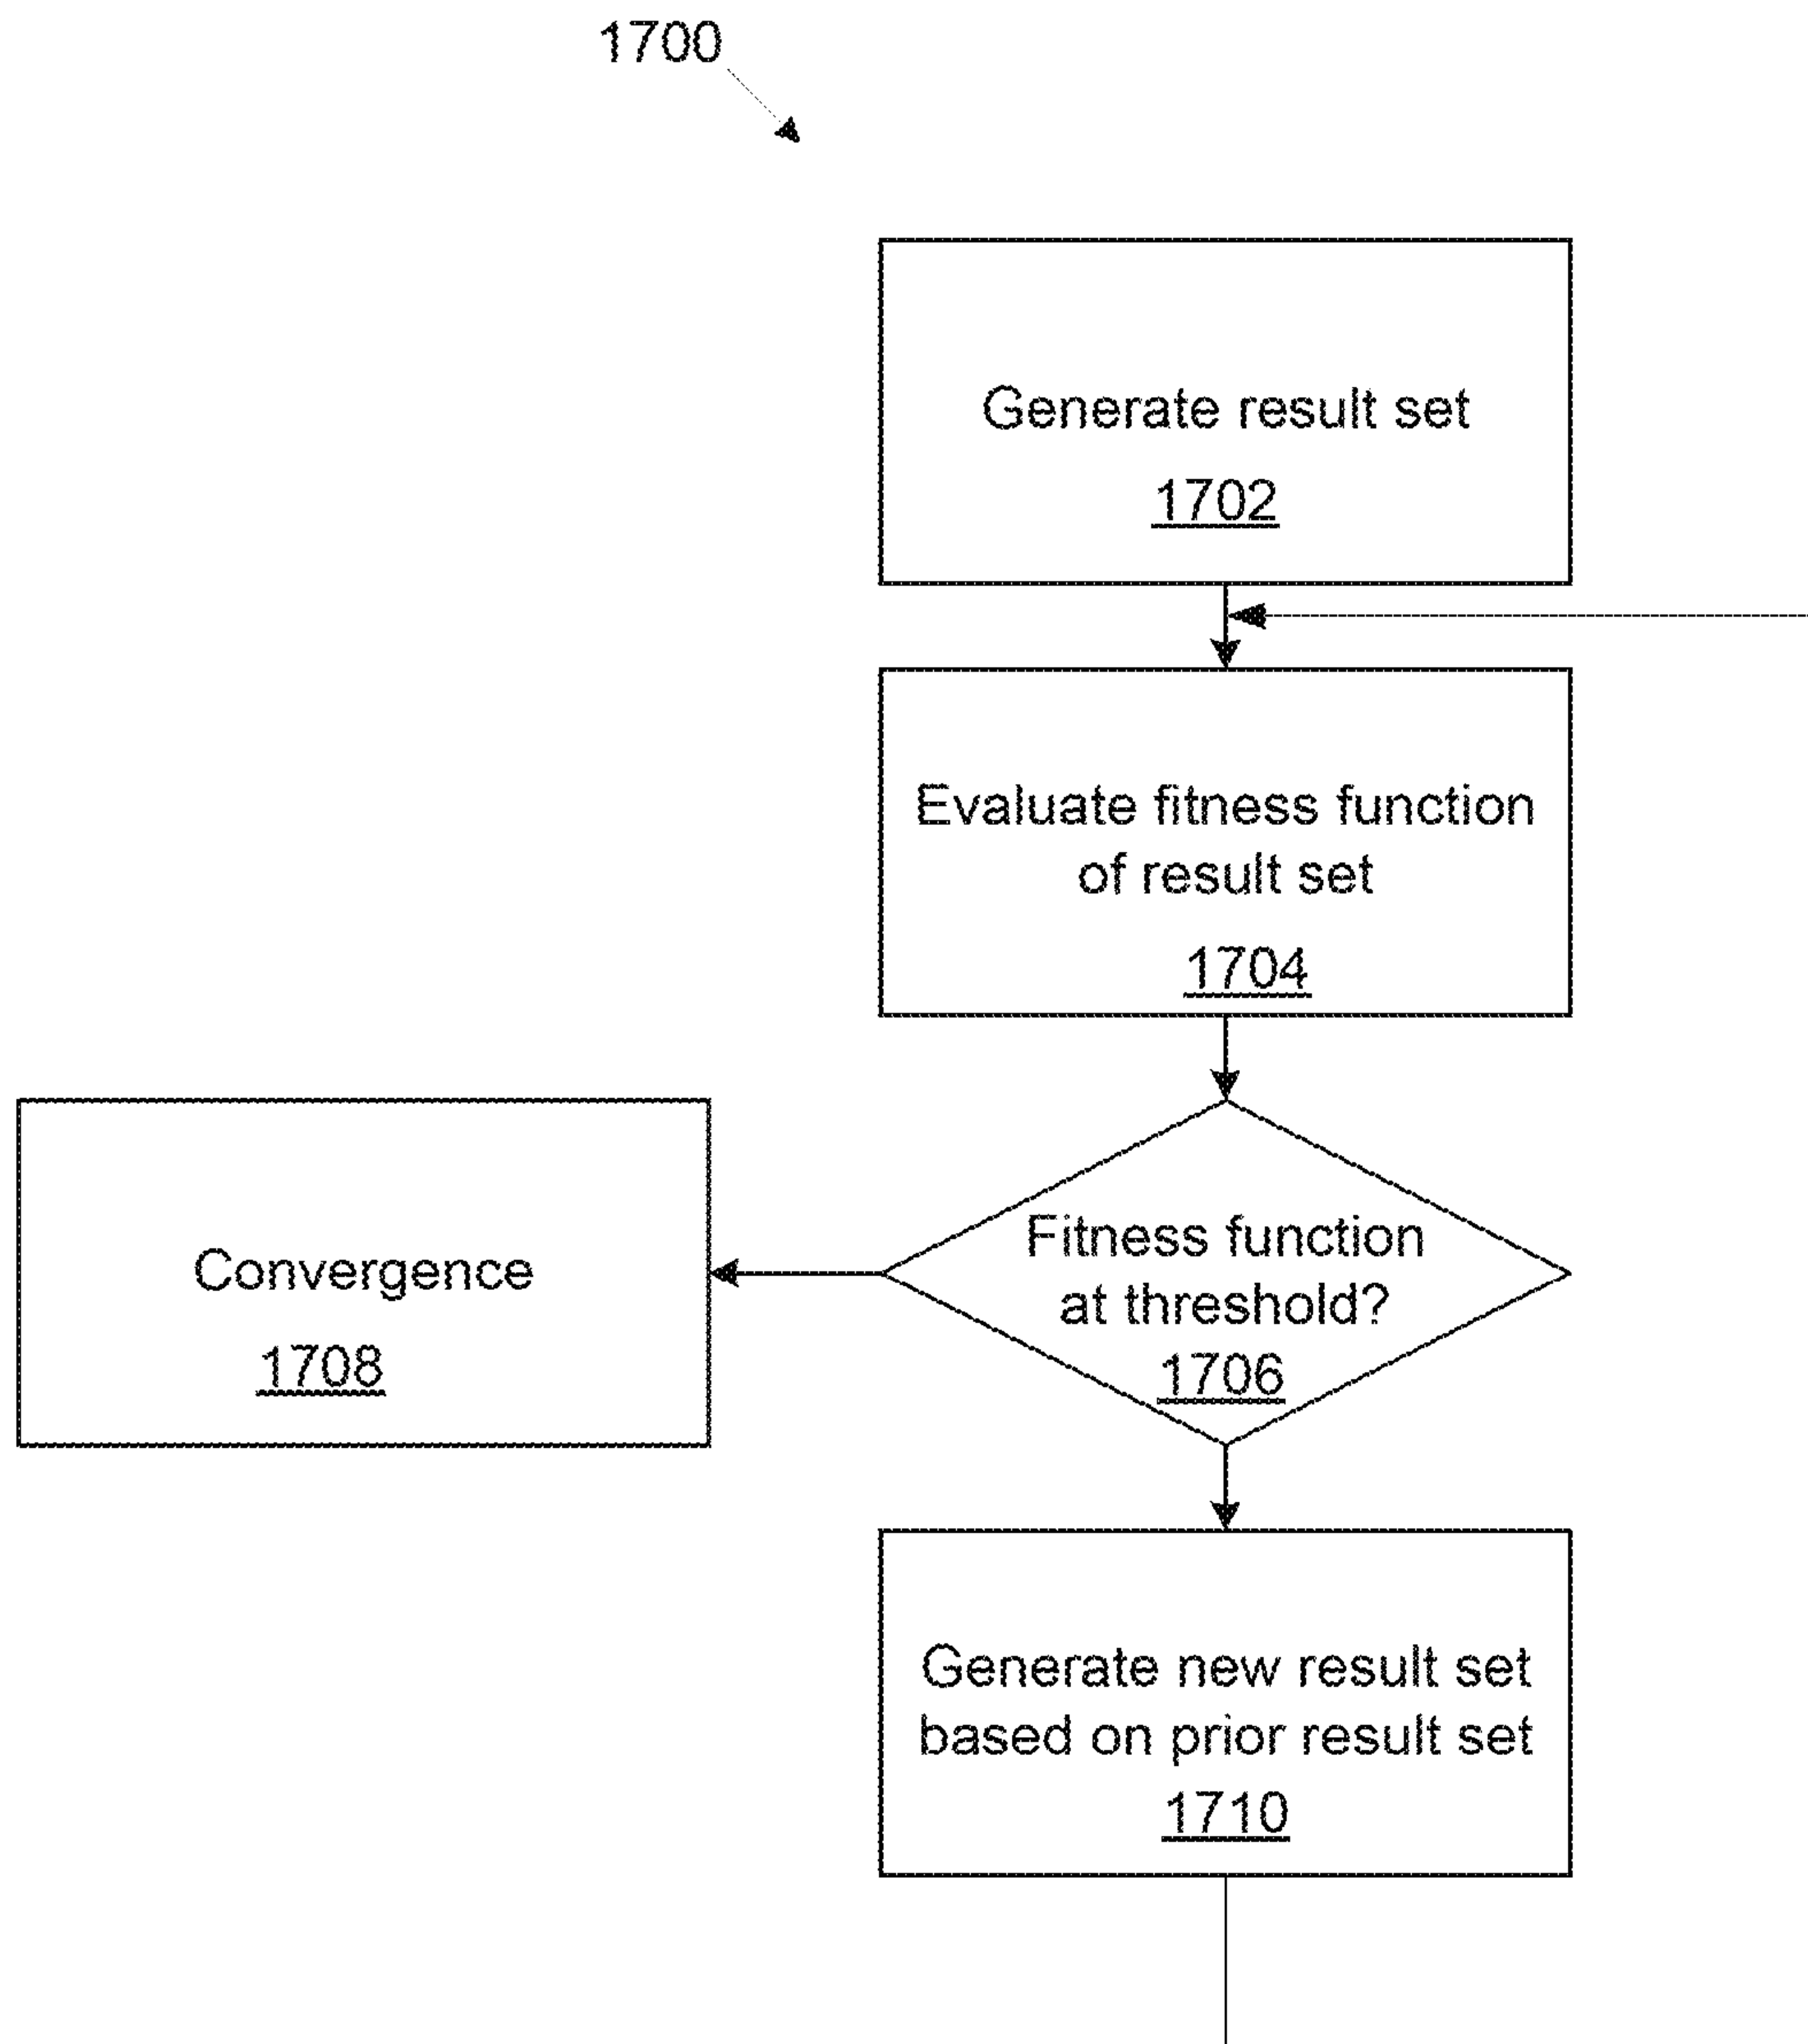 1700
Generate result set
1702
Evaluate fitness function
of result set
1704
Fitness function
at threshold?
1706
Convergence
1708
Generate new result set
based on prior result set
1710